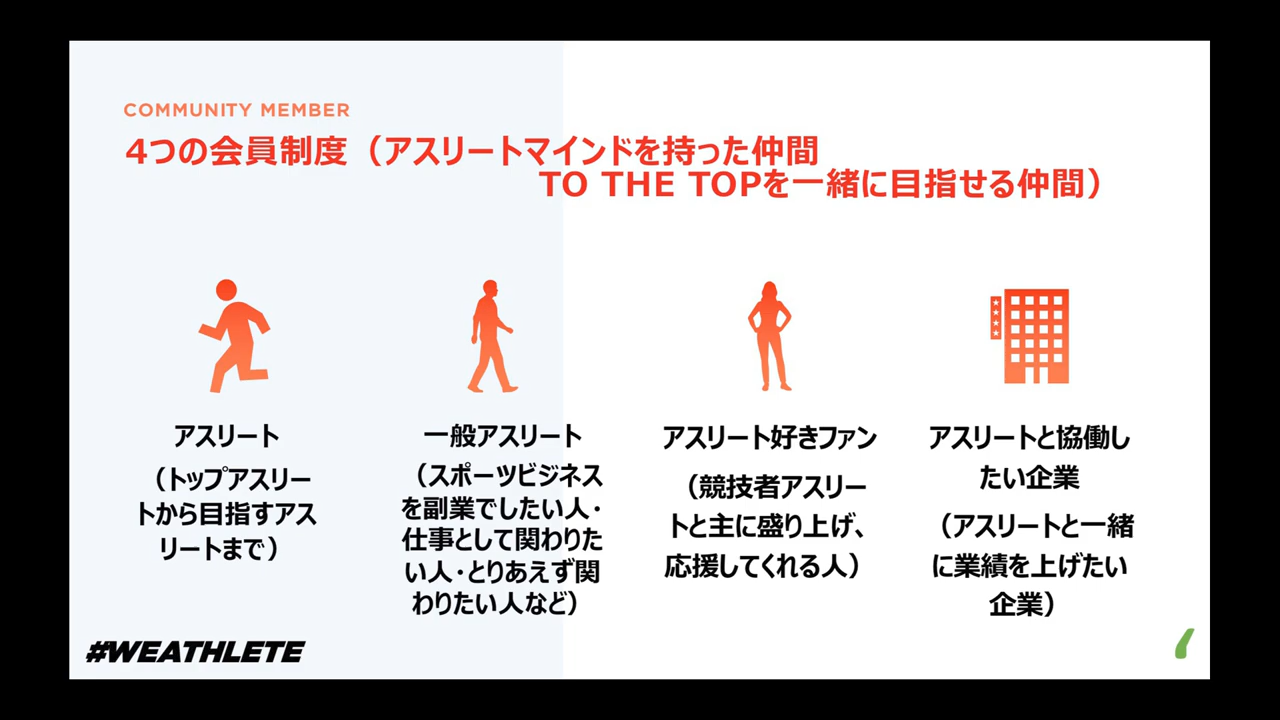 COMMUNITY MEMBER
4つの会員制度（アスリートマインドを持った仲間
TO THE TOPを一緒に目指せる仲間）
アスリート
（トップアスリー
トから目指すアス
リートまで）
一般アスリート
（スポーツビジネス
を副業でしたい人・
仕事として関わりた
い人・とりあえず関
わりたい人など）
アスリート好きファン
（競技者アスリー
トと主に盛り上げ、
応援してくれる人）
アスリートと協働し
たい企業
（アスリートと一緒
に業績を上げたい
企業）
#WEATHLETE